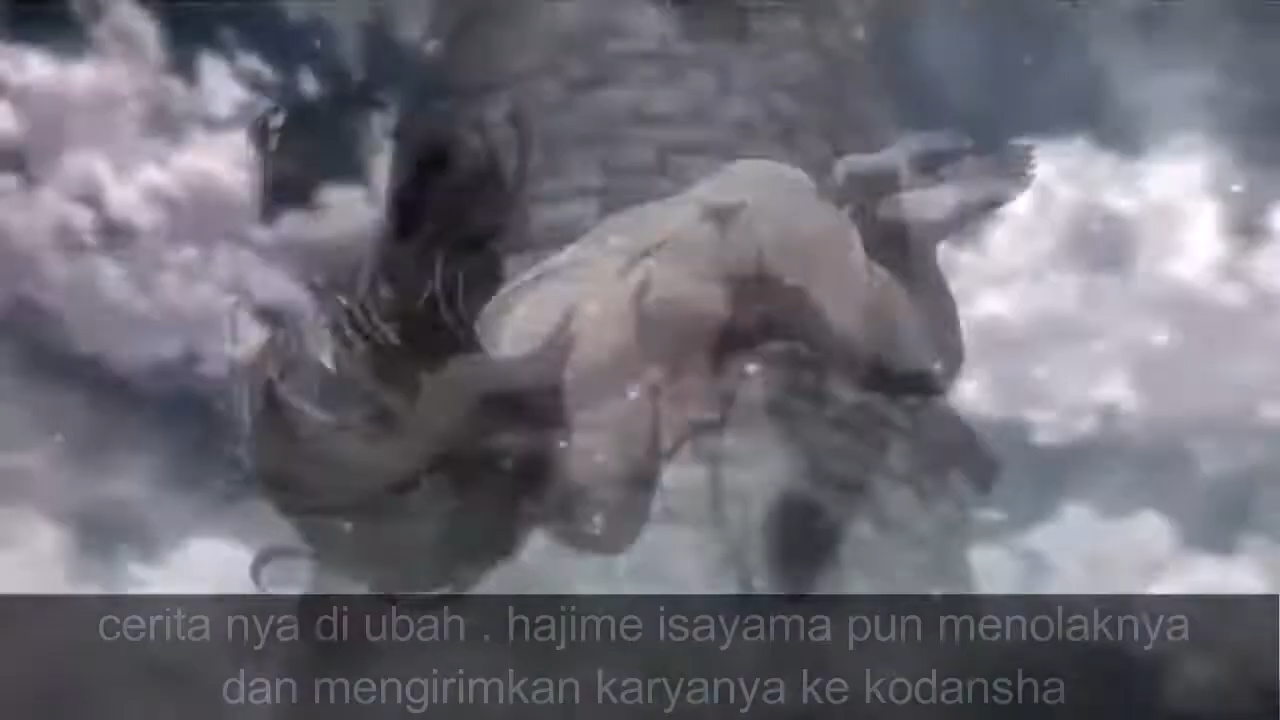 cerita nya di ubah . hajime isayama pun menolaknya
dan mengirimkan karyanya ke kodansha